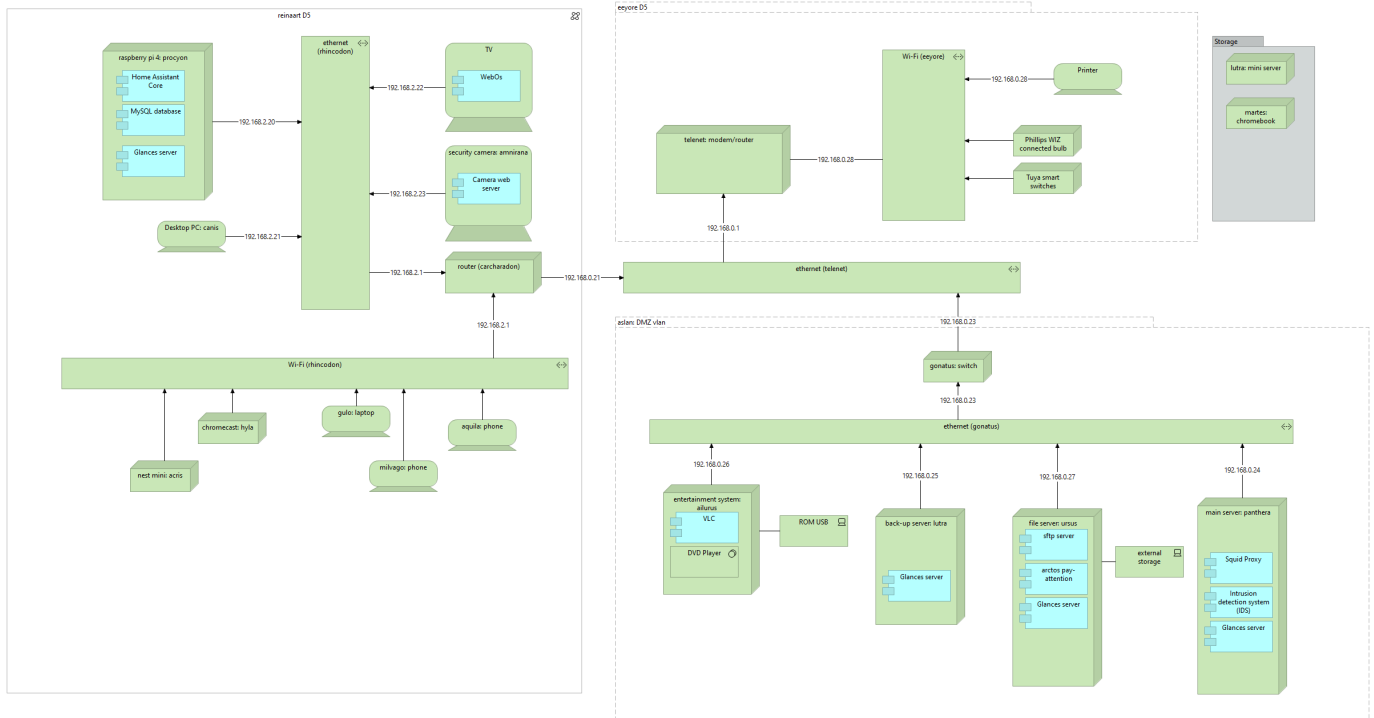 reinaart D5
raspberry pi 4: procyon
Home Assistant
Core
MySQL database
Glances server
192.168.2.20
Desktop PC: canis
192.168.2.21
ethernet
(rhincodon)
192.168.2.22
TV
WebOs
192.168.2.23
security camera: amnirana
Camera web
server
192.168.2.1
router (carcharadon)
192.168.0.21
192.168.2.1
Wi-Fi (rhincodon)
nest mini: acris
chromecast: hyla
gulo: laptop
milvago: phone
aquila: phone
eeyore D5
telenet: modem/router
192.168.0.28
Wi-Fi (eeyore)
192.168.0.28
Printer
Phillips WIZ
connected bulb
Tuya smart
switches
192.168.0.1
ethernet (telenet)
Storage
lutra: mini server
martes:
chromebook
aslan: DMZ vlan
192.168.0.23
gonatus: switch
192.168.0.23
ethernet (gonatus)
192.168.0.26
192.168.0.25
192.168.0.27
192.168.0.24
entertainment system:
ailurus
VLC
DVD Player
ROM USB
back-up server: lutra
Glances server
file server: ursus
sftp server
arctos pay-
attention
Glances server
external
storage
main server: panthera
Squid Proxy
Intrusion
detection system
(IDS)
Glances server